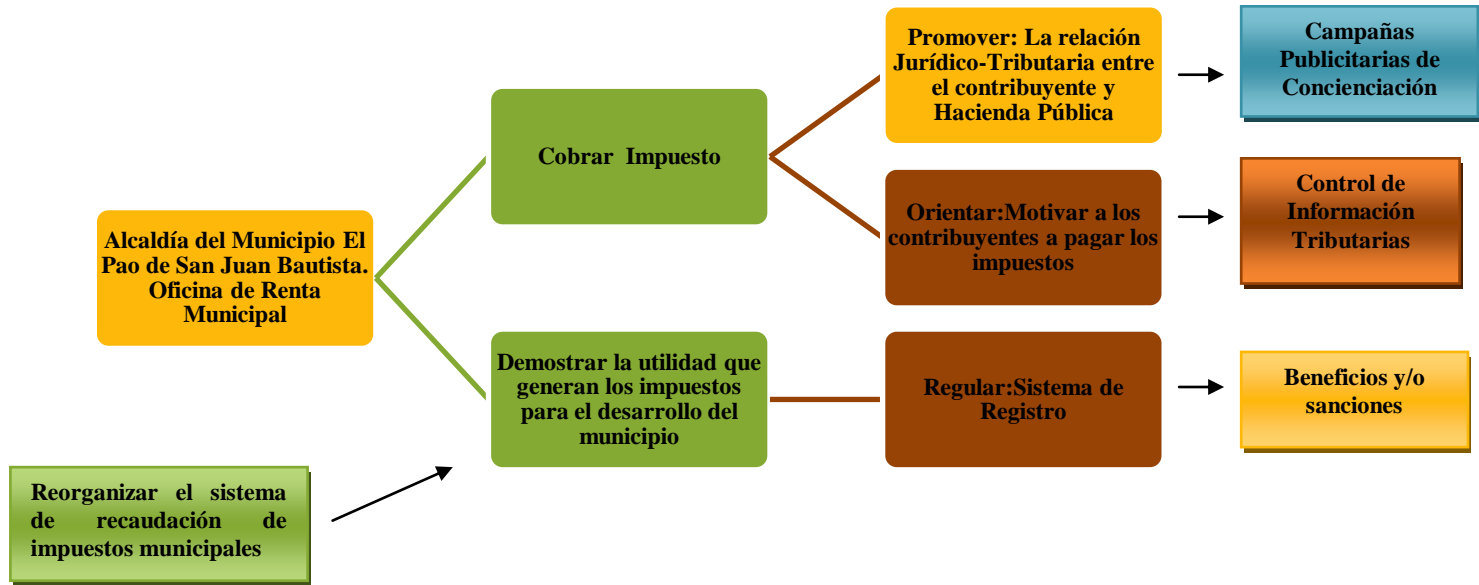 Promover: La relación
Jurídico-Tributaria entre
el contribuyente y
Hacienda Pública
Campañas
Publicitarias de
Concienciación
Cobrar Impuesto
Orientar:Motivar a los
contribuyentes a pagar los
impuestos
Control de
Información
Tributarias
Alcaldía del Municipio El
Pao de San Juan Bautista.
Oficina de Renta
Municipal
Demostrar la utilidad que
generan los impuestos
para el desarrollo del
municipio
Regular:Sistema de
Registro
Beneficios y/o
sanciones
Reorganizar el sistema
de recaudación de
impuestos municipales